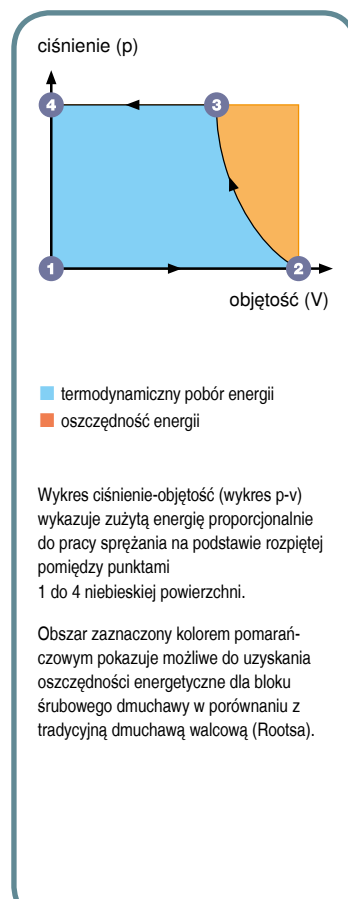 ciśnienie (p)
4
3
1
2
objętość (V)
termodynamiczny pobór energii
oszczędność energii
Wykres ciśnienie-objętość (wykres p-v)
wykazuje zużytą energię proporcjonalnie
do pracy sprężania na podstawie rozpiętej
pomiędzy punktami
1 do 4 niebieskiej powierzchni.
Obszar zaznaczony kolorem pomarań-
czowym pokazuje możliwe do uzyskania
oszczędności energetyczne dla bloku
śrubowego dmuchawy w porównaniu z
tradycyjną dmuchawą walcową (Rootsa).